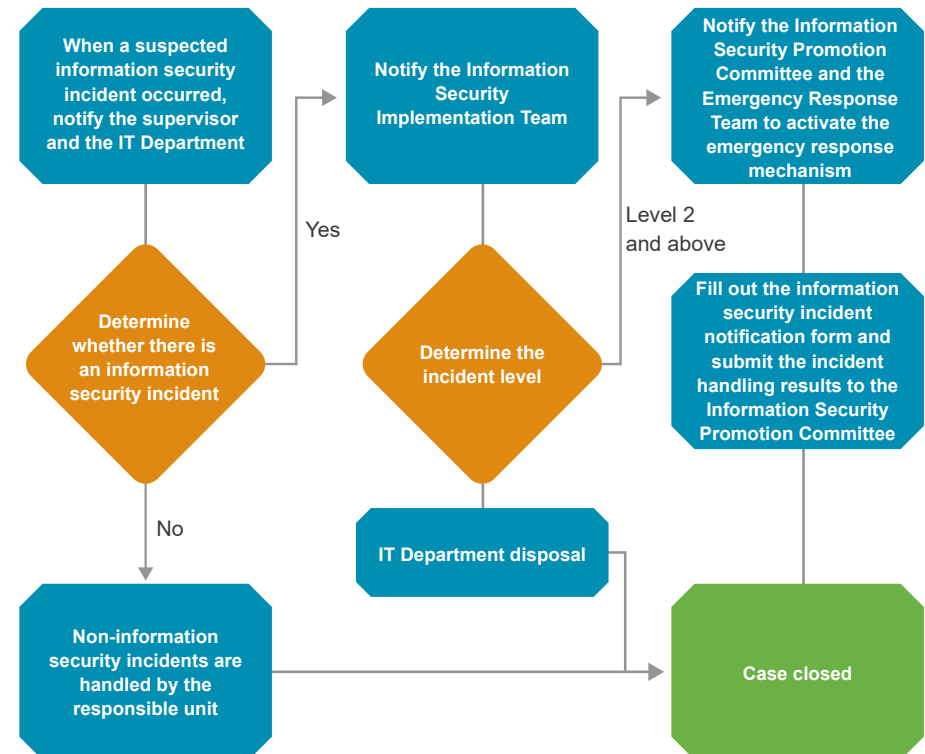 When a suspected
information security
incident occurred,
notify the supervisor
and the IT Department
Notify the Information
Security
Implementation Team
Notify the Information
Security Promotion
Committee and the
Emergency Response
Team to activate the
emergency response
mechanism
Yes
Level 2
and above
Determine
whether there is
an information
security incident
Determine the
incident level
Fill out the information
security incident
notification form and
submit the incident
handling results to the
Information Security
Promotion Committee
No
IT Department disposal
Non-information
security incidents are
handled by the
responsible unit
Case closed